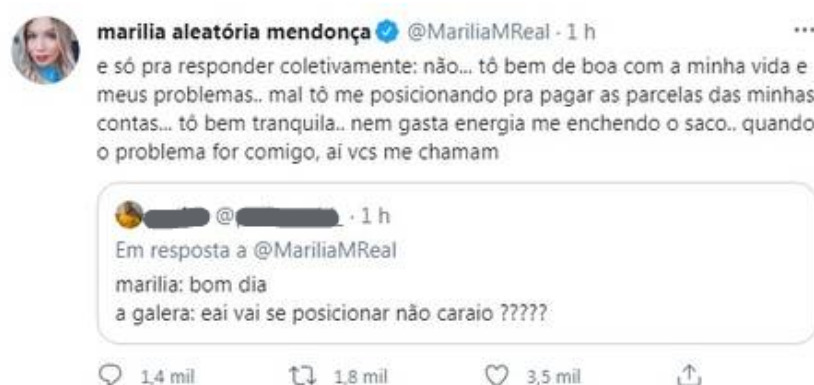 marilia aleatória mendonça @MariliaMReal · 1 h
e só pra responder coletivamente: não... tô bem de boa com a minha vida e
meus problemas.. mal tô me posicionando pra pagar as parcelas das minhas
contas... tô bem tranquila.. nem gasta energia me enchendo o saco.. quando
o problema for comigo, aí vcs me chamam
@ · 1 h
Em resposta a @MariliaMReal
marilia: bom dia
a galera: eai vai se posicionar não caraio ?????
1,4 mil 1,8 mil 3,5 mil